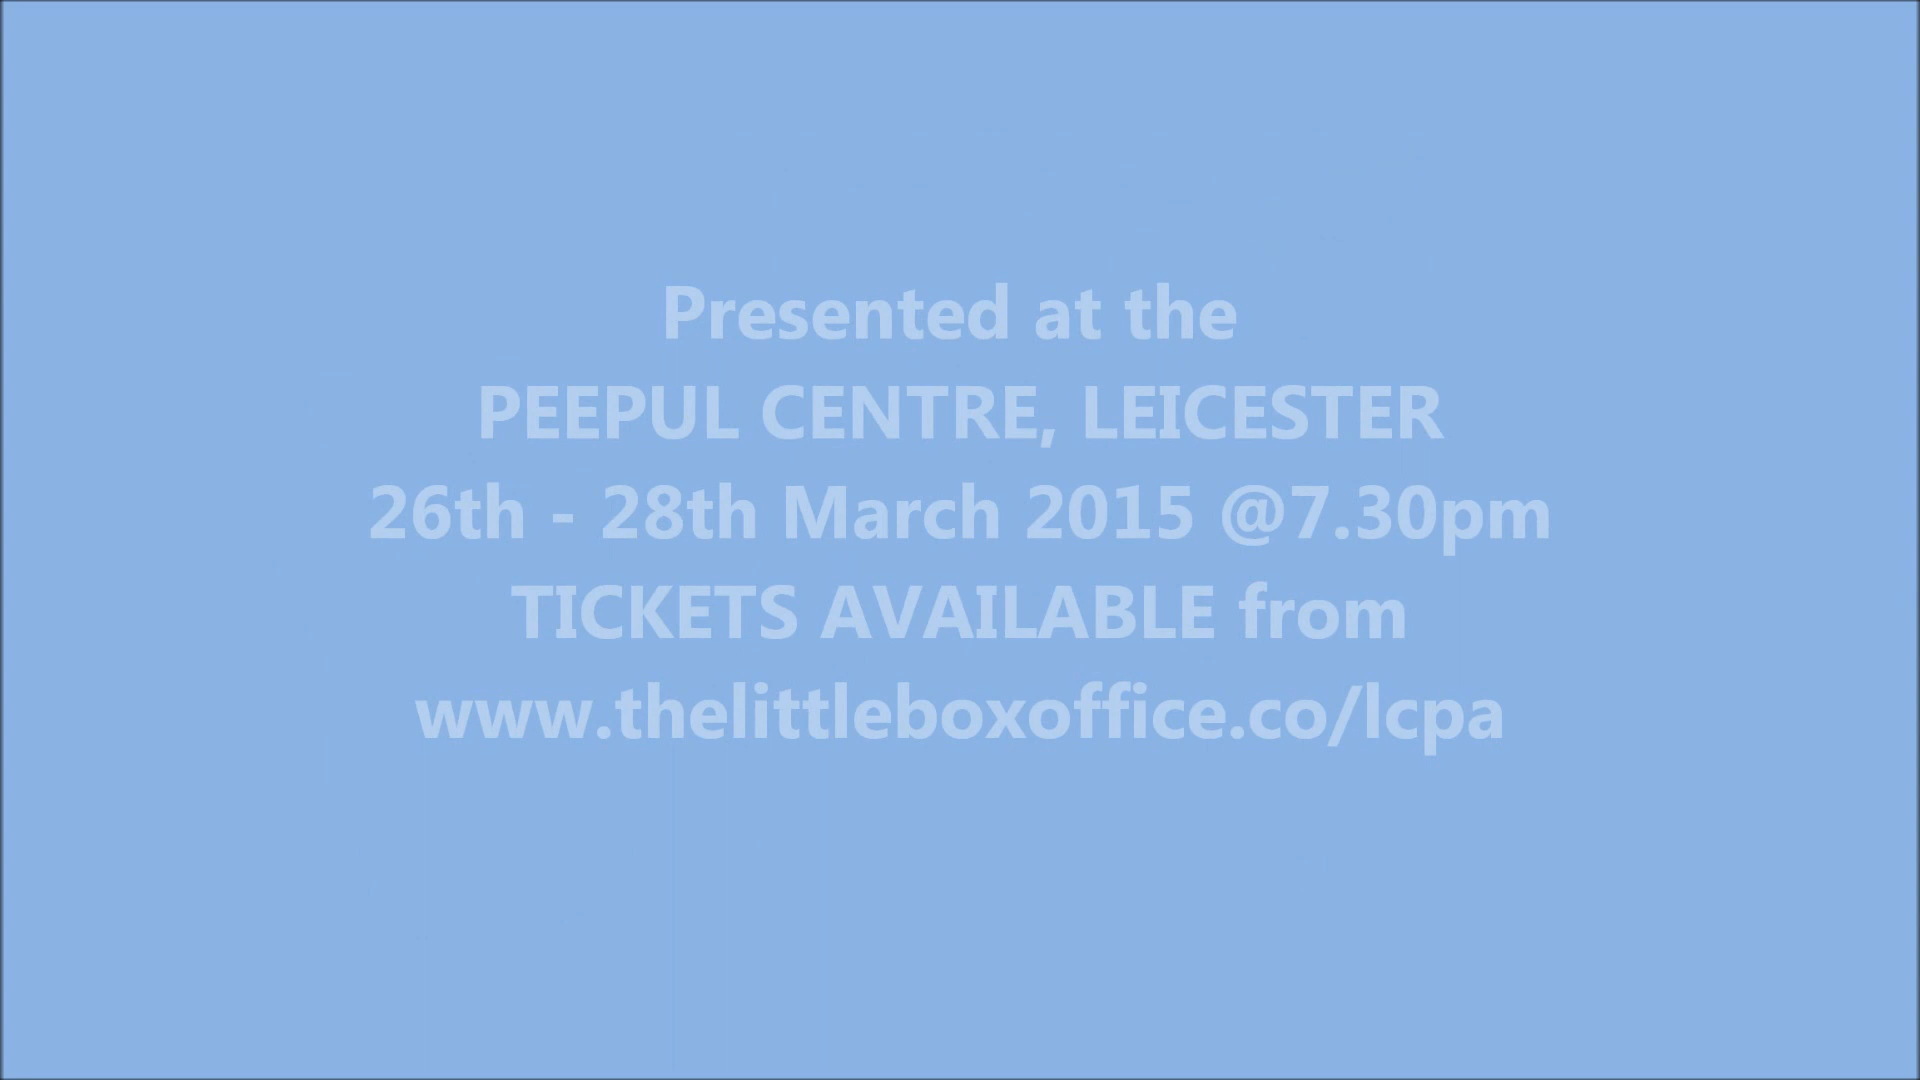 Presented at the
PEEPUL CENTRE, LEICESTER
26th - 28th March 2015 @7.30pm
TICKETS AVAILABLE from
www.thelittleboxoffice.co/lcpa